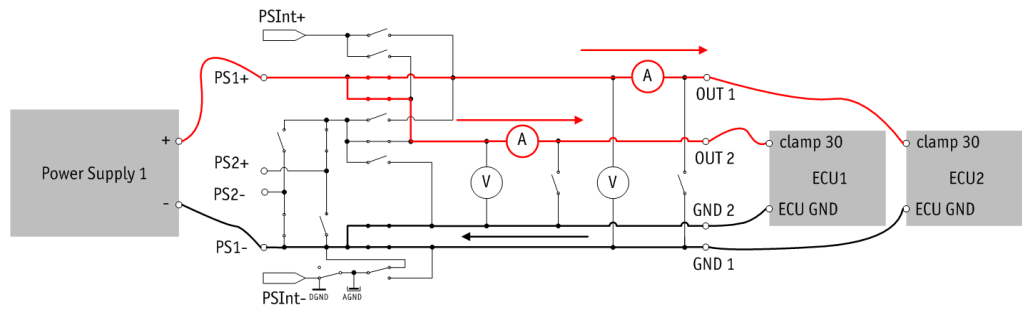 PSInt+
PS1+
A
OUT 1
+
Power Supply 1
-
A
OUT 2
clamp 30
ECU1
ECU GND
clamp 30
ECU2
ECU GND
PS2+
PS2-
V
V
GND 2
PS1-
GND 1
PSInt-
DGND
AGND